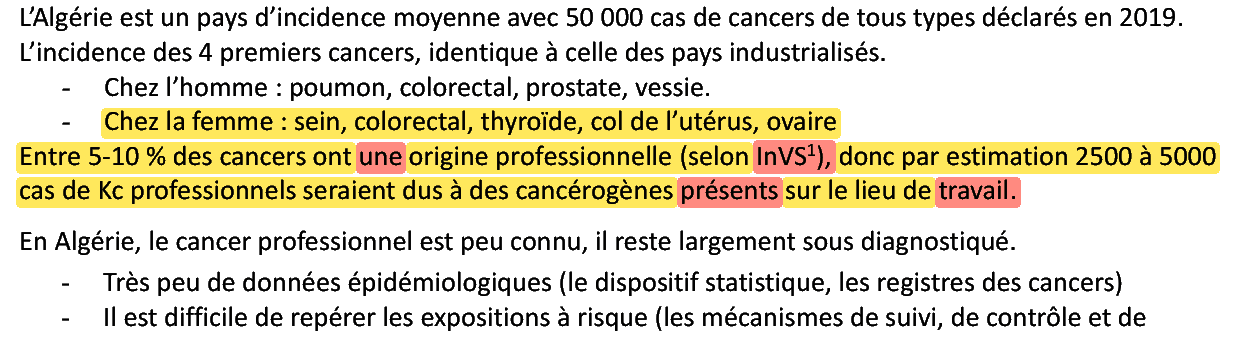 L’Algérie est un pays d’incidence moyenne avec 50 000 cas de cancers de tous types déclarés en 2019.
L’incidence des 4 premiers cancers, identique à celle des pays industrialisés.
- Chez l’homme : poumon, colorectal, prostate, vessie.
- Chez la femme : sein, colorectal, thyroïde, col de l’utérus, ovaire
Entre 5-10 % des cancers ont une origine professionnelle (selon InVS¹), donc par estimation 2500 à 5000
cas de Kc professionnels seraient dus à des cancérogènes présents sur le lieu de travail.
En Algérie, le cancer professionnel est peu connu, il reste largement sous diagnostiqué.
- Très peu de données épidémiologiques (le dispositif statistique, les registres des cancers)
- Il est difficile de repérer les expositions à risque (les mécanismes de suivi, de contrôle et de